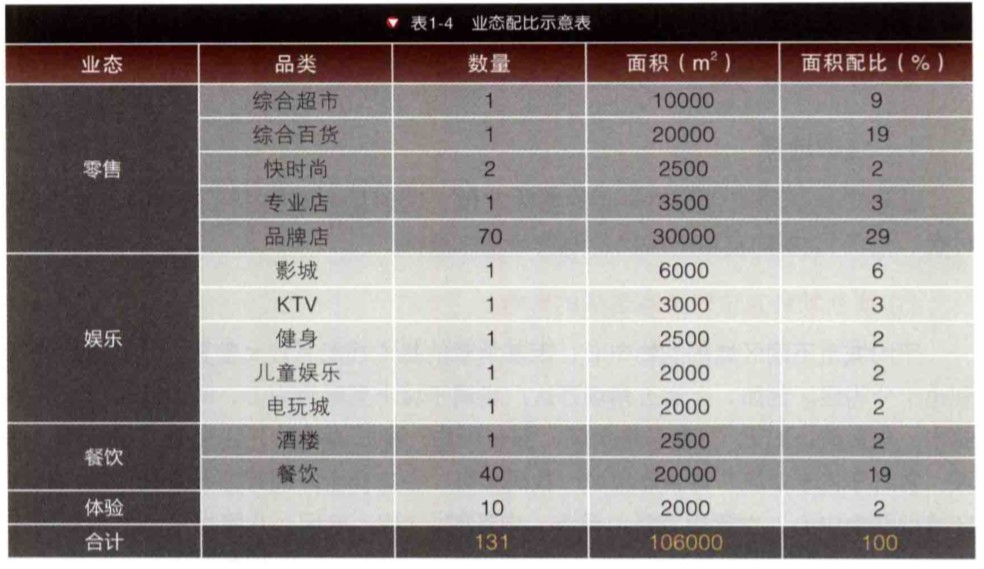 表1-4 业态配比示意表
业态 品类 数量 面积（m²） 面积配比（%）
零售 综合超市 1 10000 9
综合百货 1 20000 19
快时尚 2 2500 2
专业店 1 3500 3
品牌店 70 30000 29
娱乐 影城 1 6000 6
KTV 1 3000 3
健身 1 2500 2
儿童娱乐 1 2000 2
电玩城 1 2000 2
餐饮 酒楼 1 2500 2
餐饮 40 20000 19
体验 10 2000 2
合计 131 106000 100